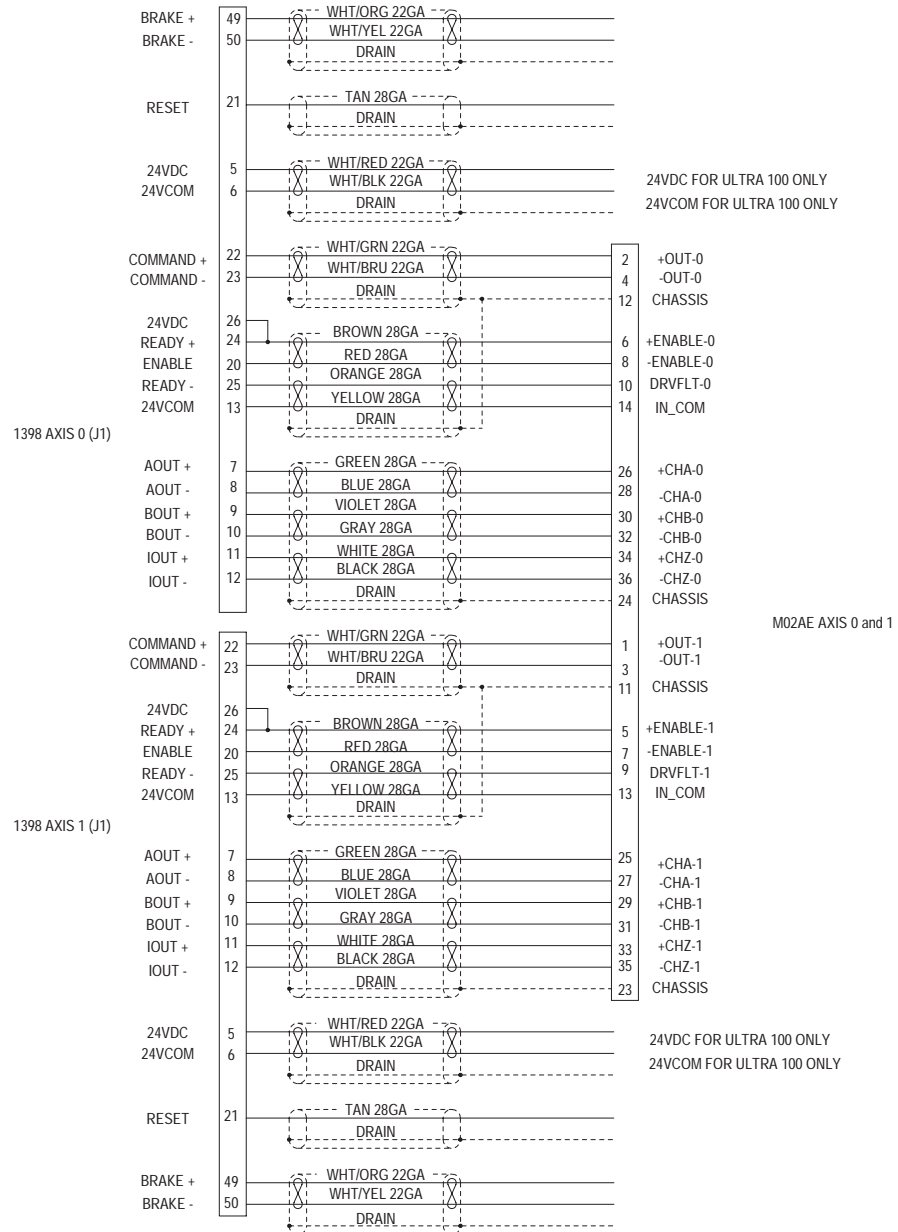 BRAKE + 49 WHT/ORG 22GA
BRAKE - 50 WHT/YEL 22GA
DRAIN
RESET 21 TAN 28GA
DRAIN
24VDC 5 WHT/RED 22GA 24VDC FOR ULTRA 100 ONLY
24VCOM 6 WHT/BLK 22GA 24VCOM FOR ULTRA 100 ONLY
DRAIN
COMMAND + 22 WHT/GRN 22GA 2 +OUT-0
COMMAND - 23 WHT/BRU 22GA 4 -OUT-0
DRAIN 12 CHASSIS
24VDC 26
READY + 24 BROWN 28GA 6 +ENABLE-0
ENABLE 20 RED 28GA 8 -ENABLE-0
READY - 25 ORANGE 28GA 10 DRVFLT-0
24VCOM 13 YELLOW 28GA 14 IN_COM
DRAIN
1398 AXIS 0 (J1)
AOUT + 7 GREEN 28GA 26 +CHA-0
AOUT - 8 BLUE 28GA 28 -CHA-0
BOUT + 9 VIOLET 28GA 30 +CHB-0
BOUT - 10 GRAY 28GA 32 -CHB-0
IOUT + 11 WHITE 28GA 34 +CHZ-0
IOUT - 12 BLACK 28GA 36 -CHZ-0
DRAIN 24 CHASSIS
M02AE AXIS 0 and 1
COMMAND + 22 WHT/GRN 22GA 1 +OUT-1
COMMAND - 23 WHT/BRU 22GA 3 -OUT-1
DRAIN 11 CHASSIS
24VDC 26
READY + 24 BROWN 28GA 5 +ENABLE-1
ENABLE 20 RED 28GA 7 -ENABLE-1
READY - 25 ORANGE 28GA 9 DRVFLT-1
24VCOM 13 YELLOW 28GA 13 IN_COM
DRAIN
1398 AXIS 1 (J1)
AOUT + 7 GREEN 28GA 25 +CHA-1
AOUT - 8 BLUE 28GA 27 -CHA-1
BOUT + 9 VIOLET 28GA 29 +CHB-1
BOUT - 10 GRAY 28GA 31 -CHB-1
IOUT + 11 WHITE 28GA 33 +CHZ-1
IOUT - 12 BLACK 28GA 35 -CHZ-1
DRAIN 23 CHASSIS
24VDC 5 WHT/RED 22GA 24VDC FOR ULTRA 100 ONLY
24VCOM 6 WHT/BLK 22GA 24VCOM FOR ULTRA 100 ONLY
DRAIN
RESET 21 TAN 28GA
DRAIN
BRAKE + 49 WHT/ORG 22GA
BRAKE - 50 WHT/YEL 22GA
DRAIN